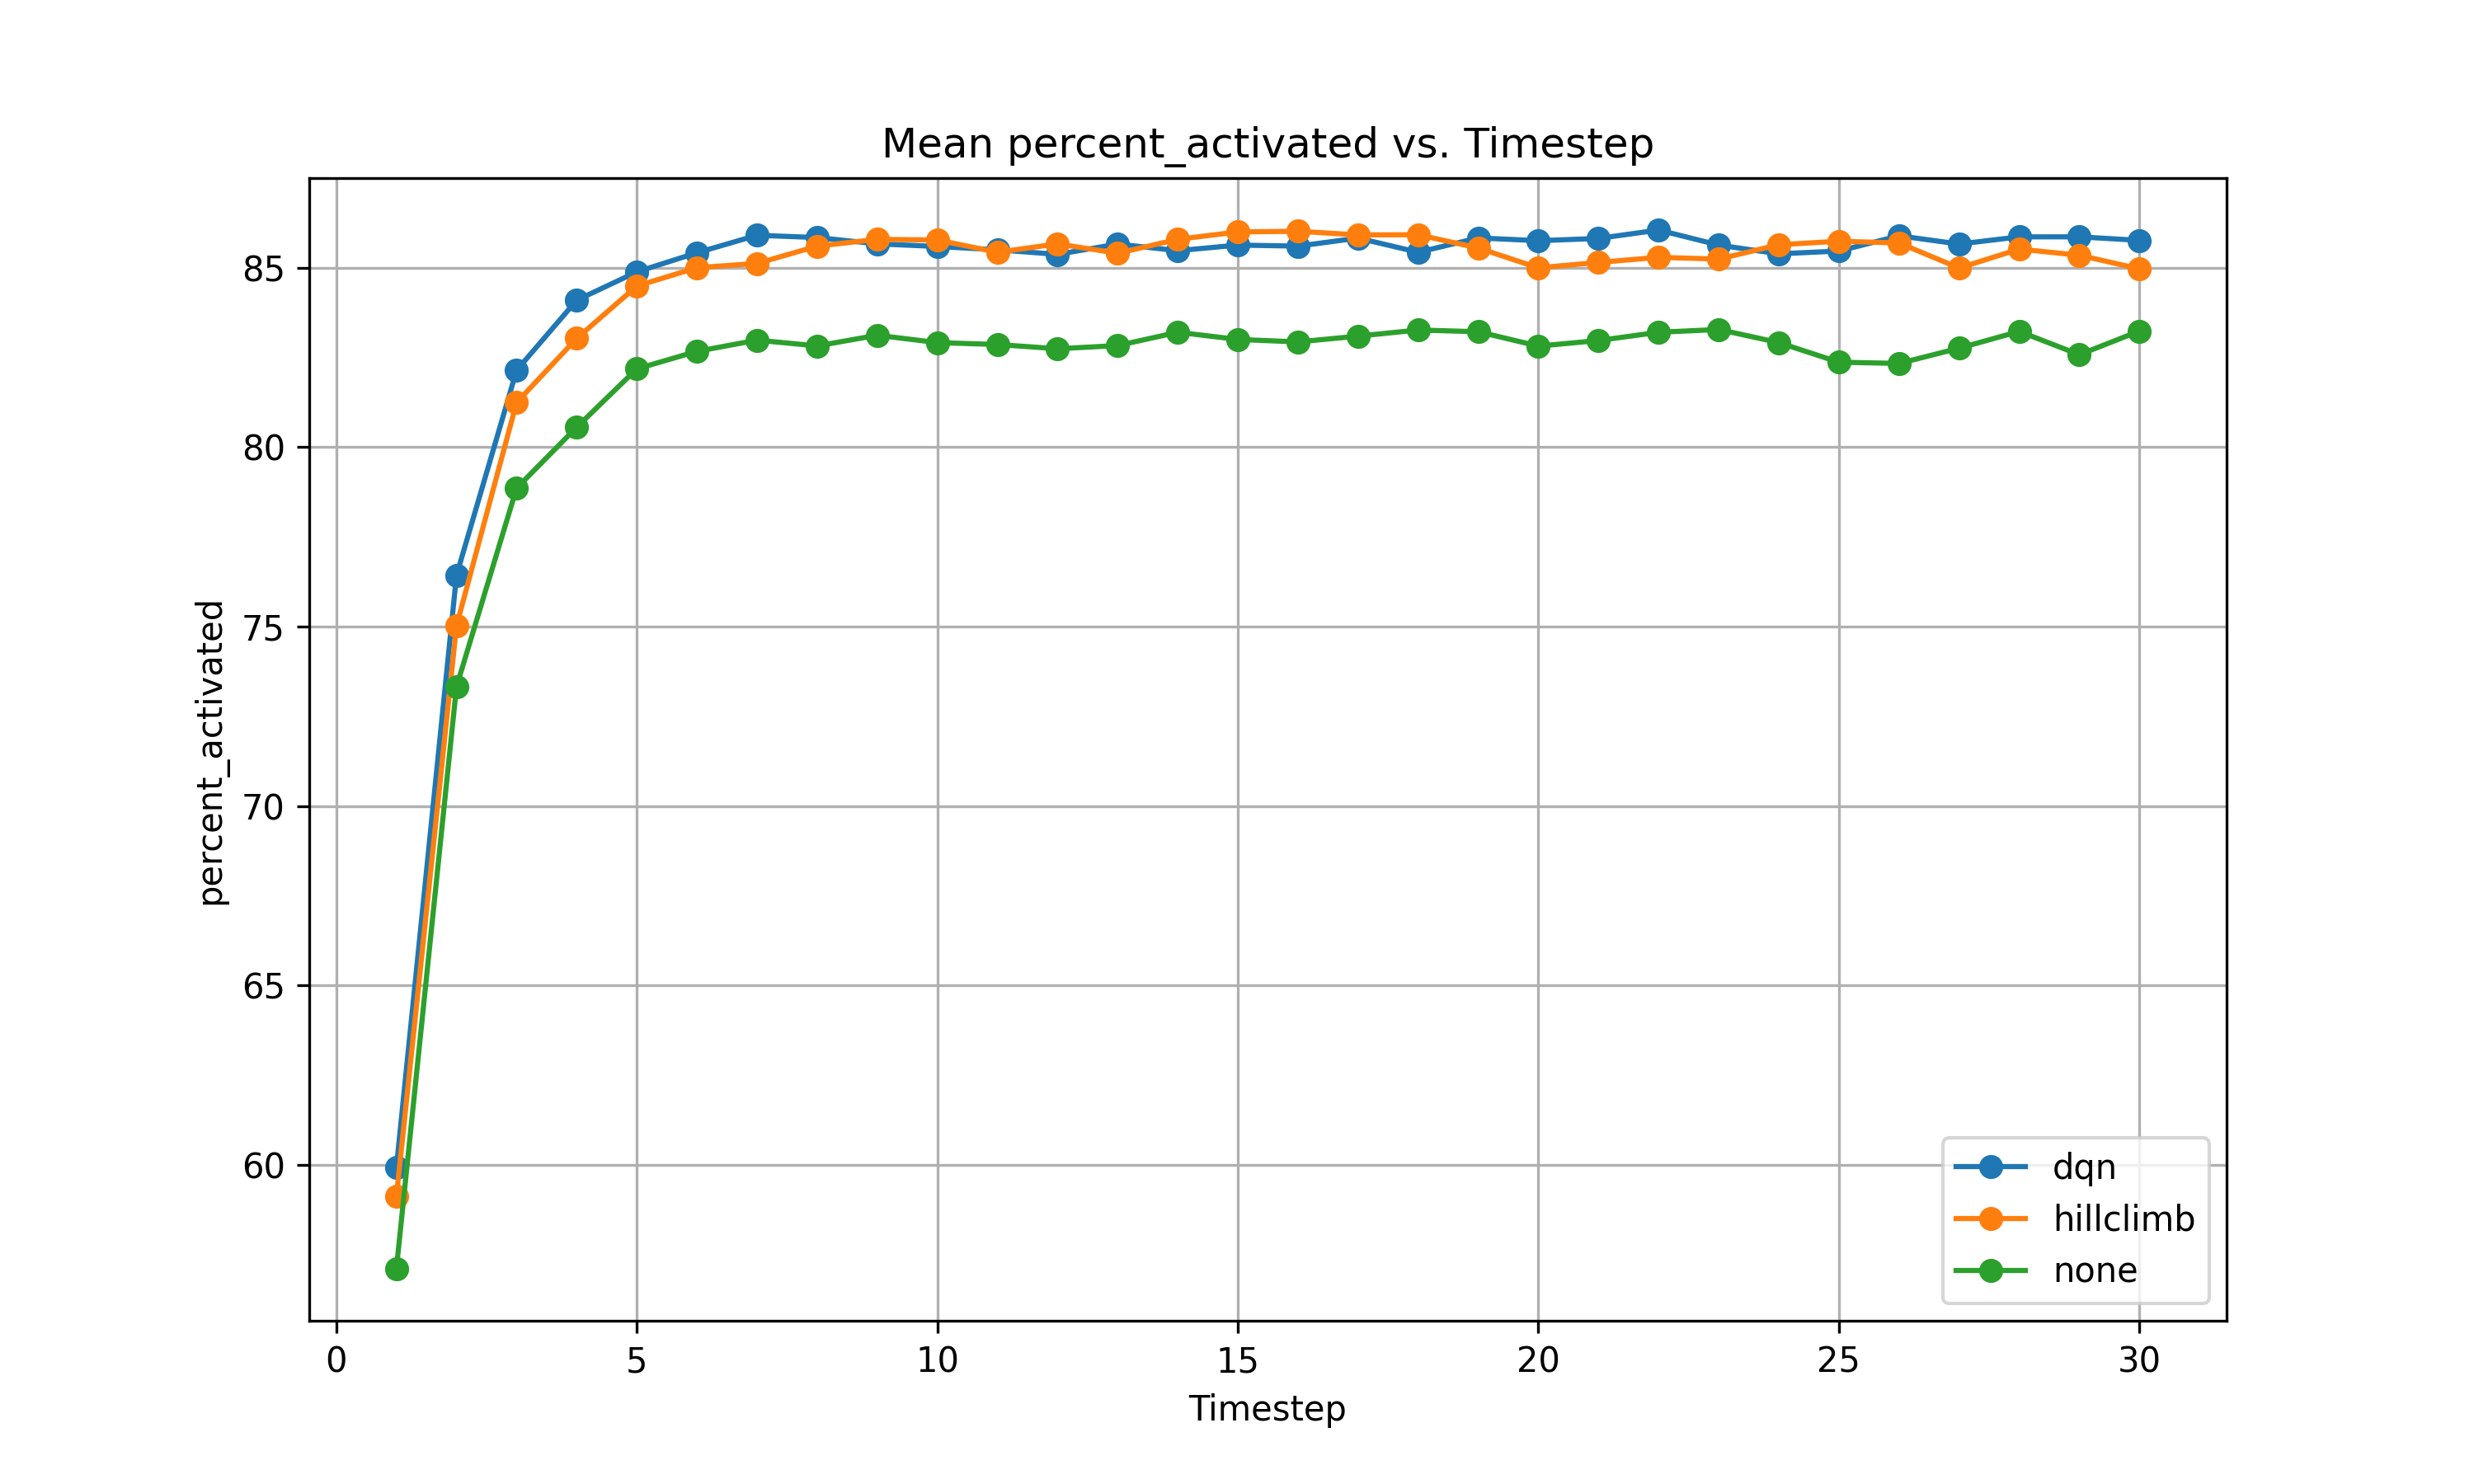 Mean percent_activated vs. Timestep
percent_activated
85
80
75
70
65
60
0 5 10 15 20 25 30
Timestep
dqn
hillclimb
none